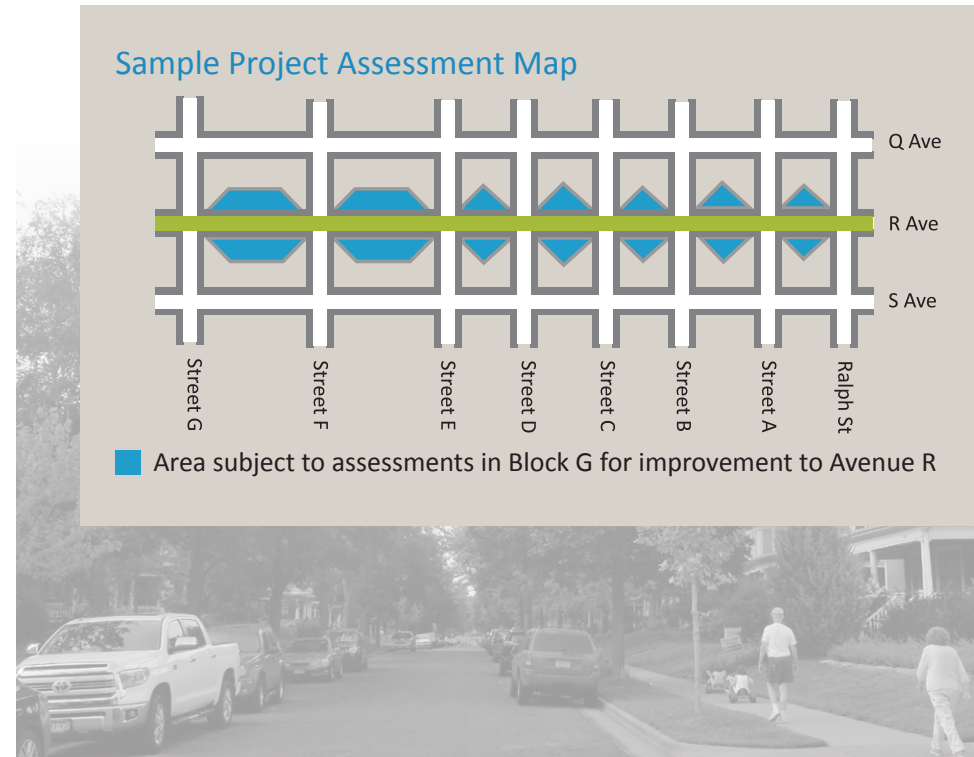 Sample Project Assessment Map
Q Ave
R Ave
S Ave
Street G
Street F
Street E
Street D
Street C
Street B
Street A
Ralph St
Area subject to assessments in Block G for improvement to Avenue R